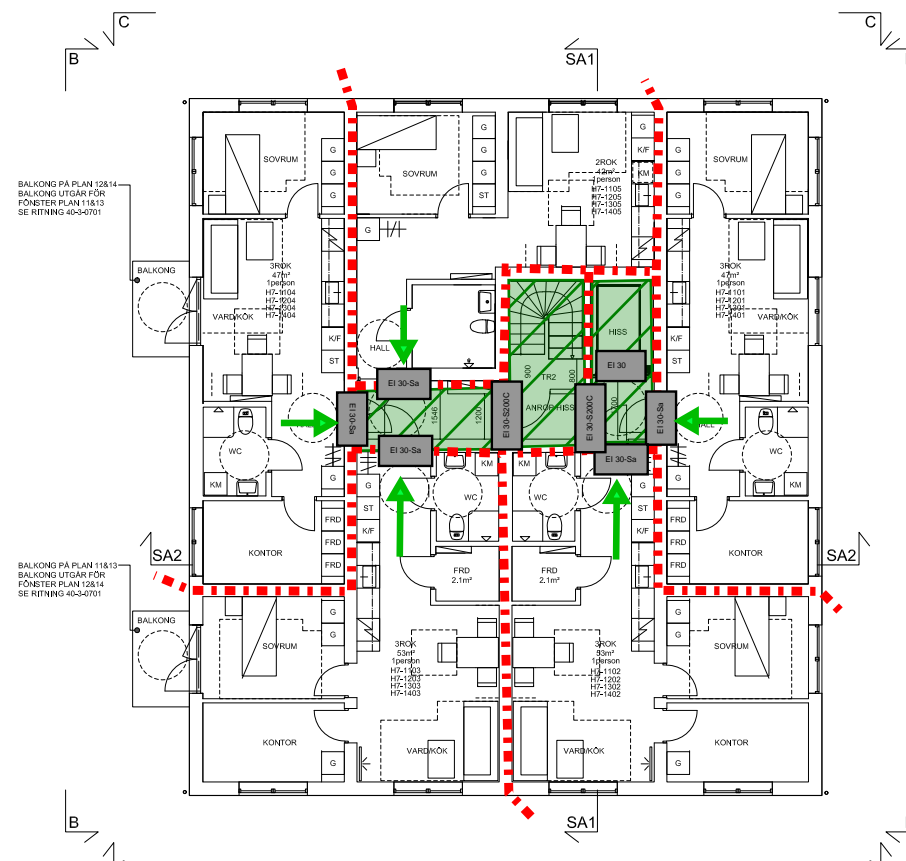 C
C
B
SA1
BALKONG PÅ PLAN 12&14
BALKONG UTGÅR FÖR
FÖNSTER PLAN 11&13
SE RITNING 40-3-0701
SOVRUM
G
G
G
SOVRUM
G
G
G
ST
G
2ROK
42m²
1person
H7-1105
H7-1205
H7-1305
H7-1405
G
K/F
KM
G
G
G
SOVRUM
BALKONG
3ROK
47m²
1person
H7-1104
H7-1204
H7-1304
H7-1404
VARD/KÖK
K/F
ST
HALL
HISS
3ROK
47m²
1person
H7-1101
H7-1201
H7-1301
H7-1401
VARD/KÖK
K/F
ST
EI 30
900
TR2
800
EI 30-Sa
EI 30-Sa
1546
1200
EI 30-S200C
ANROP HISS
EI 30-S200C
EI 30-Sa
EI 30-Sa
EI 30-Sa
WC
KM
G
G
ST
K/F
KM
WC
KM
WC
G
ST
K/F
G
WC
KM
KONTOR
FRD
FRD
FRD
FRD
2.1m²
FRD
2.1m²
FRD
FRD
FRD
KONTOR
SA2
SA2
BALKONG PÅ PLAN 11&13
BALKONG UTGÅR FÖR
FÖNSTER PLAN 12&14
SE RITNING 40-3-0701
BALKONG
SOVRUM
G
G
3ROK
53m²
1person
H7-1103
H7-1203
H7-1303
H7-1403
3ROK
53m²
1person
H7-1102
H7-1202
H7-1302
H7-1402
G
G
SOVRUM
KONTOR
G
VARD/KÖK
VARD/KÖK
G
KONTOR
B
SA1